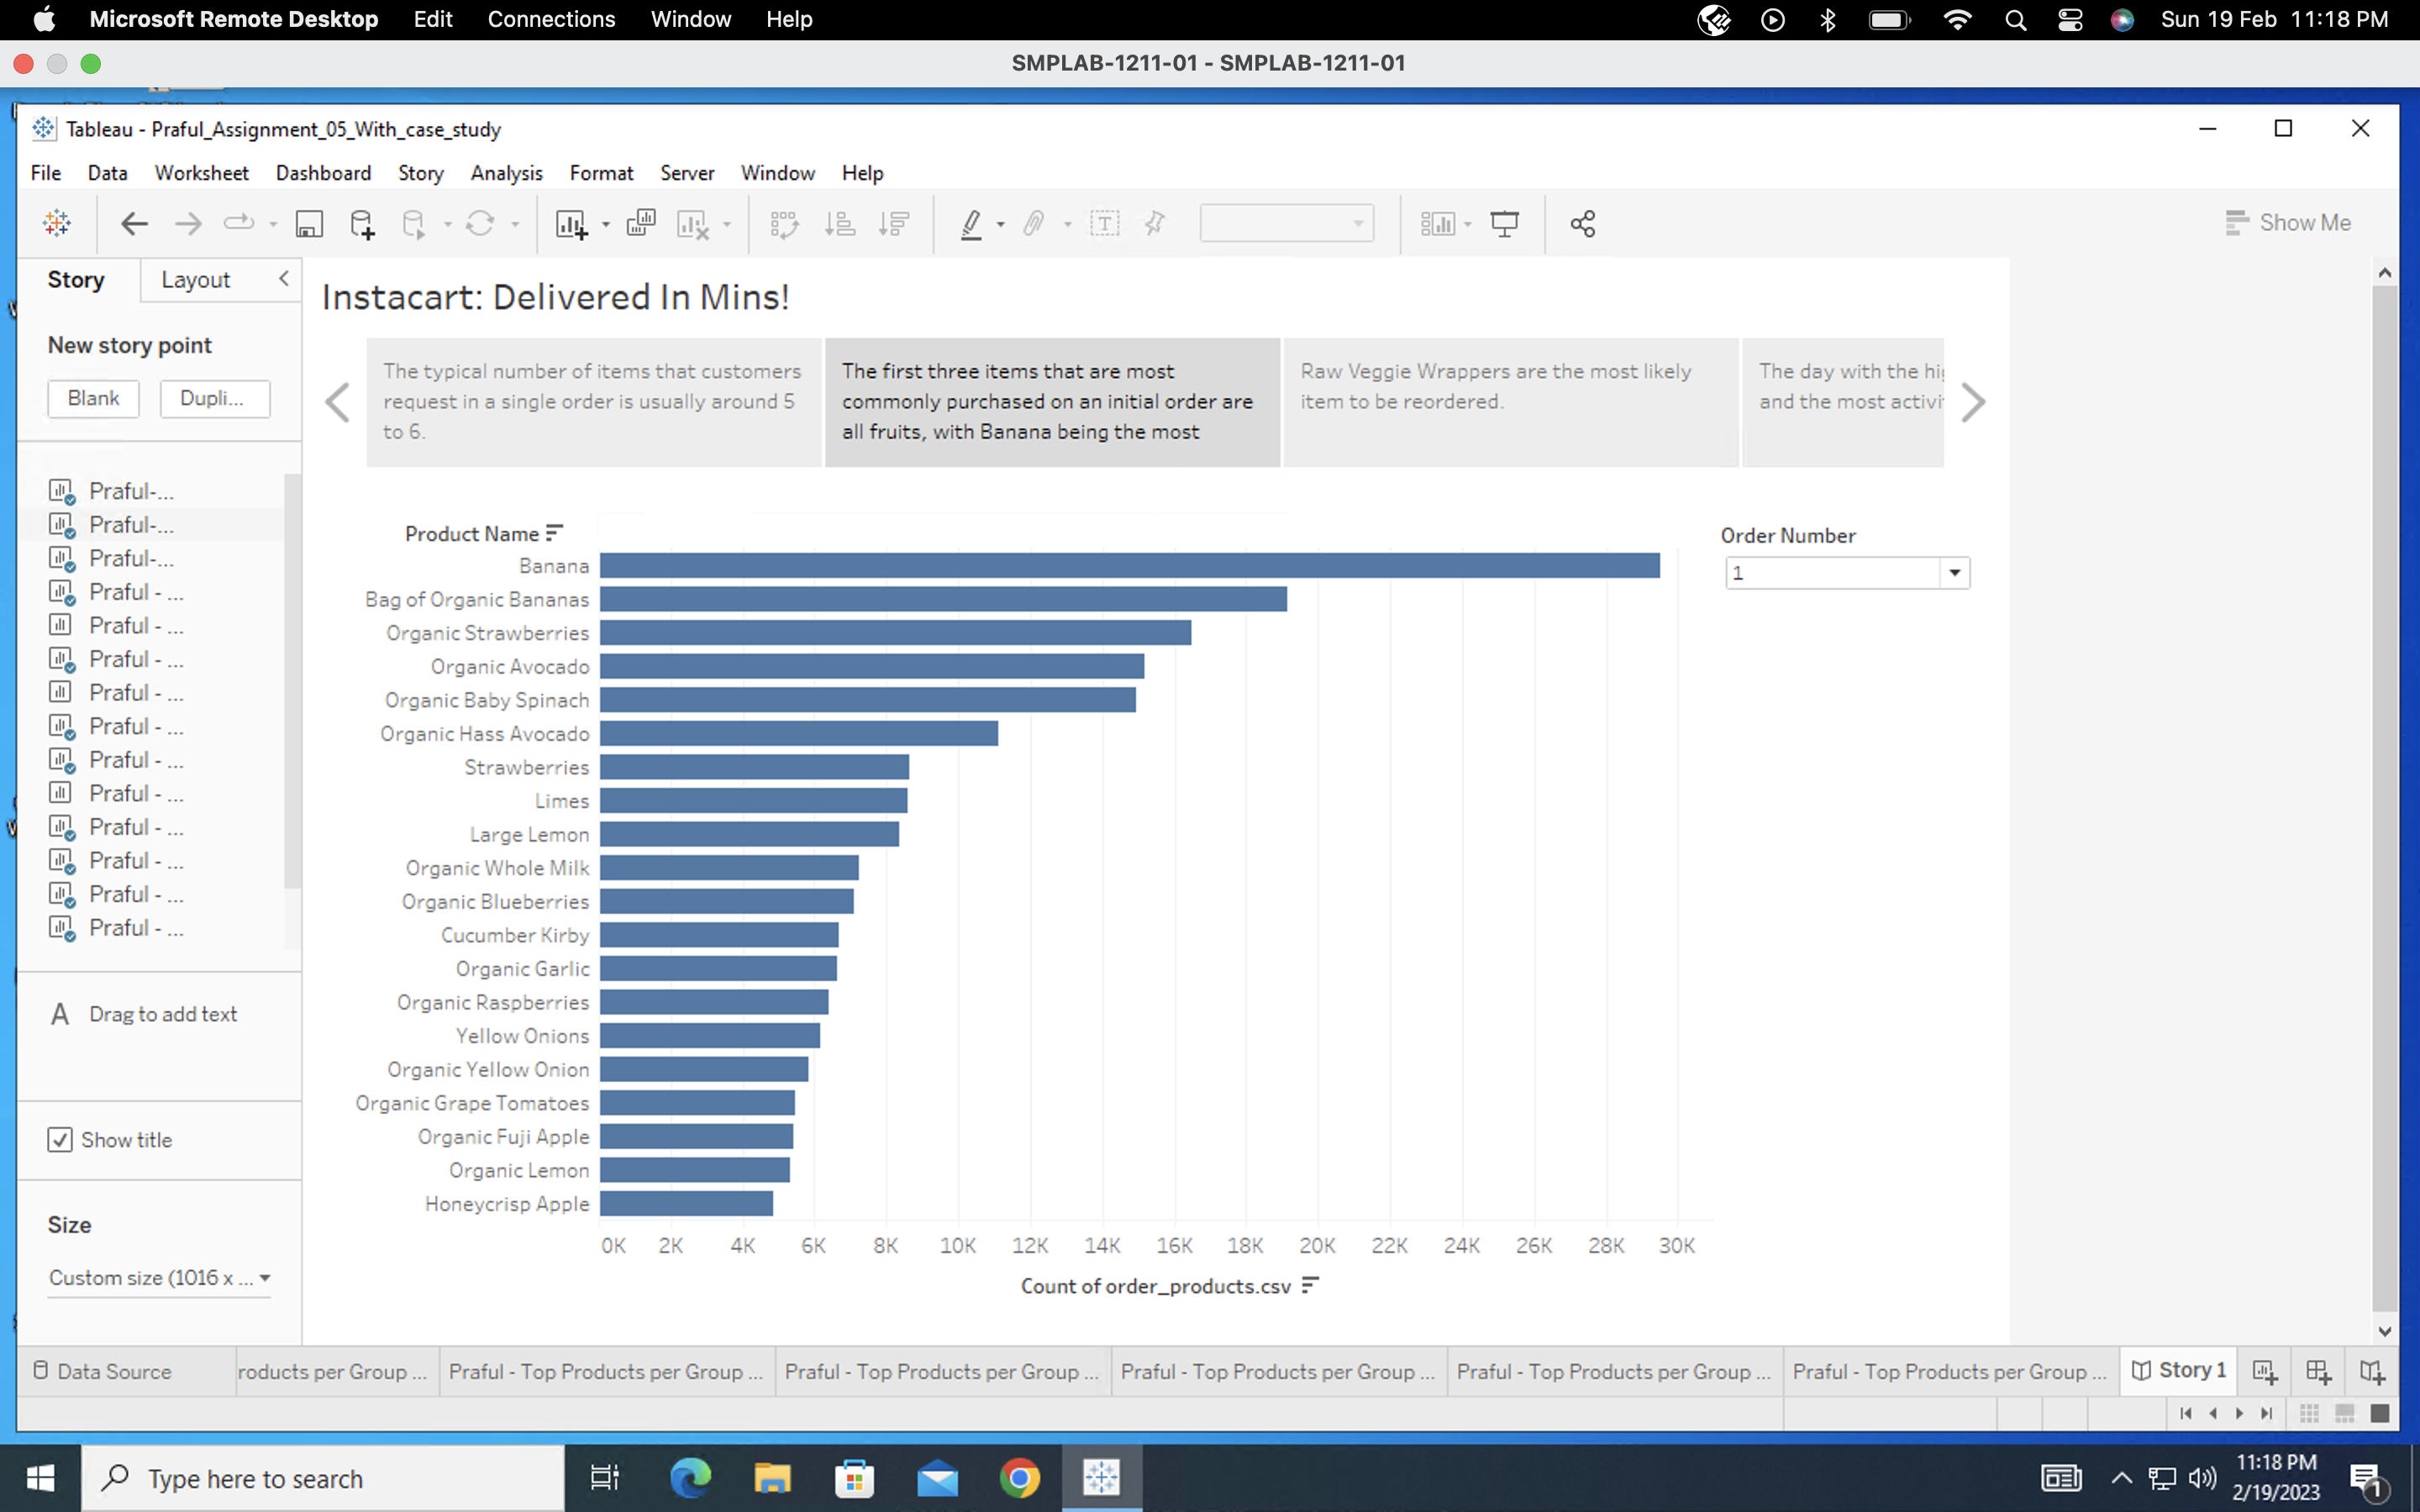 Microsoft Remote Desktop Edit Connections Window Help Sun 19 Feb 11:18 PM
SMPLAB-1211-01 - SMPLAB-1211-01
Tableau - Praful_Assignment_05_With_case_study
File Data Worksheet Dashboard Story Analysis Format Server Window Help
Show Me
Story Layout
New story point
Blank Dupli...
Praful-...
Praful-...
Praful-...
Praful - ...
Praful - ...
Praful - ...
Praful - ...
Praful - ...
Praful - ...
Praful - ...
Praful - ...
Praful - ...
Praful - ...
Praful - ...
A Drag to add text
Show title
Size
Custom size (1016 x ...
Instacart: Delivered In Mins!
The typical number of items that customers
request in a single order is usually around 5
to 6.
The first three items that are most
commonly purchased on an initial order are
all fruits, with Banana being the most
Raw Veggie Wrappers are the most likely
item to be reordered.
The day with the
and the most
Product Name
Banana
Bag of Organic Bananas
Organic Strawberries
Organic Avocado
Organic Baby Spinach
Organic Hass Avocado
Strawberries
Limes
Large Lemon
Organic Whole Milk
Organic Blueberries
Cucumber Kirby
Organic Garlic
Organic Raspberries
Yellow Onions
Organic Yellow Onion
Organic Grape Tomatoes
Organic Fuji Apple
Organic Lemon
Honeycrisp Apple
0K 2K 4K 6K 8K 10K 12K 14K 16K 18K 20K 22K 24K 26K 28K 30K
Count of order_products.csv
Order Number
1
Data Source roducts per Group ... Praful - Top Products per Group ... Praful - Top Products per Group ... Praful - Top Products per Group ... Praful - Top Products per Group ... Praful - Top Products per Group ... Story 1
Type here to search
11:18 PM
2/19/2023
1